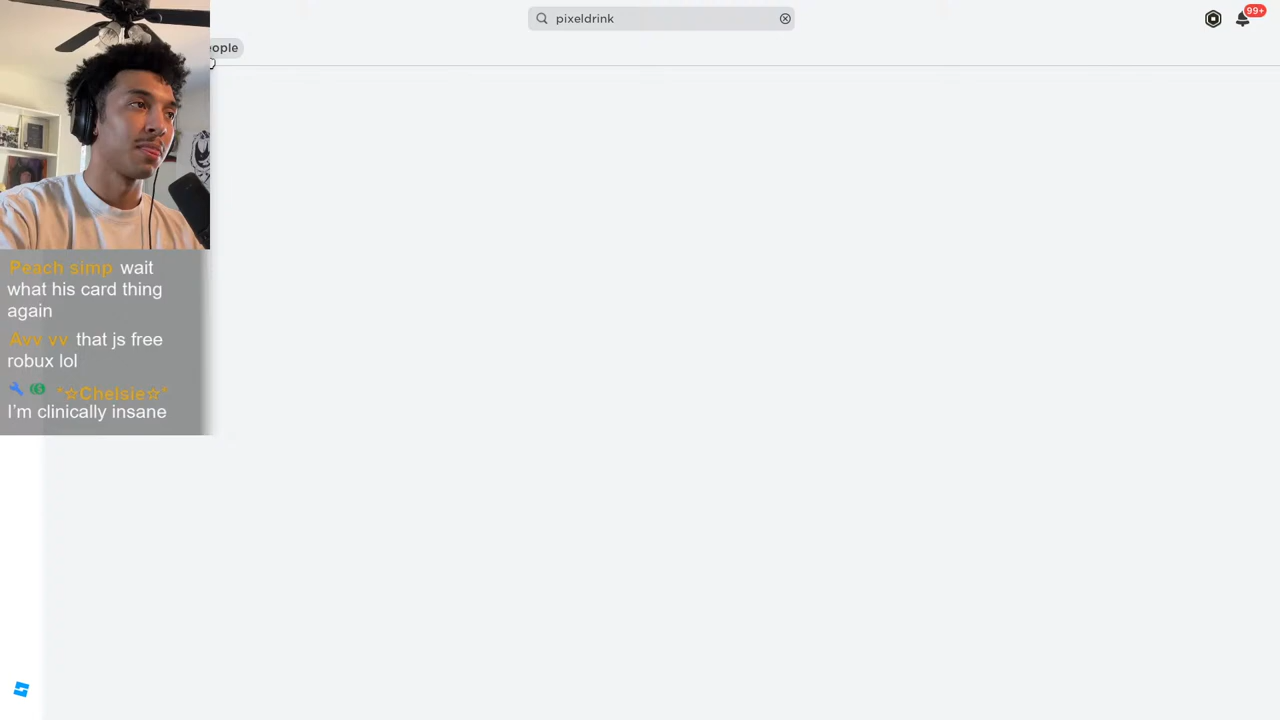 pixeldrink
99+
eople
Peach simp wait
what his card thing
again
Avv vv that js free
robux lol
*☆Chelsie☆*
I'm clinically insane